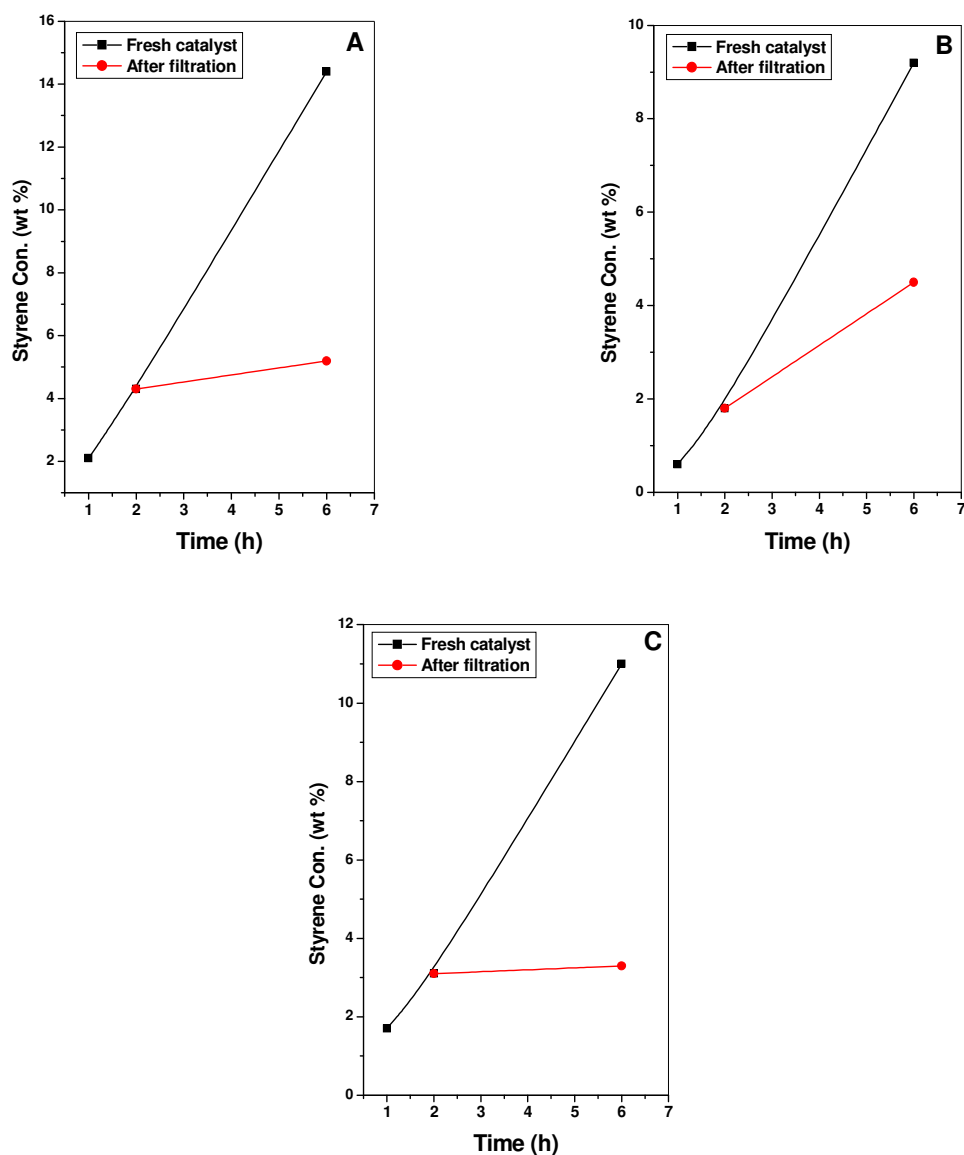 A
Fresh catalyst
After filtration
16
14
12
10
8
6
4
2
Styrene Con. (wt %)
1 2 3 4 5 6 7
Time (h)
B
Fresh catalyst
After filtration
10
8
6
4
2
0
Styrene Con. (wt %)
1 2 3 4 5 6 7
Time (h)
C
Fresh catalyst
After filtration
12
10
8
6
4
2
0
Styrene Con. (wt %)
1 2 3 4 5 6 7
Time (h)